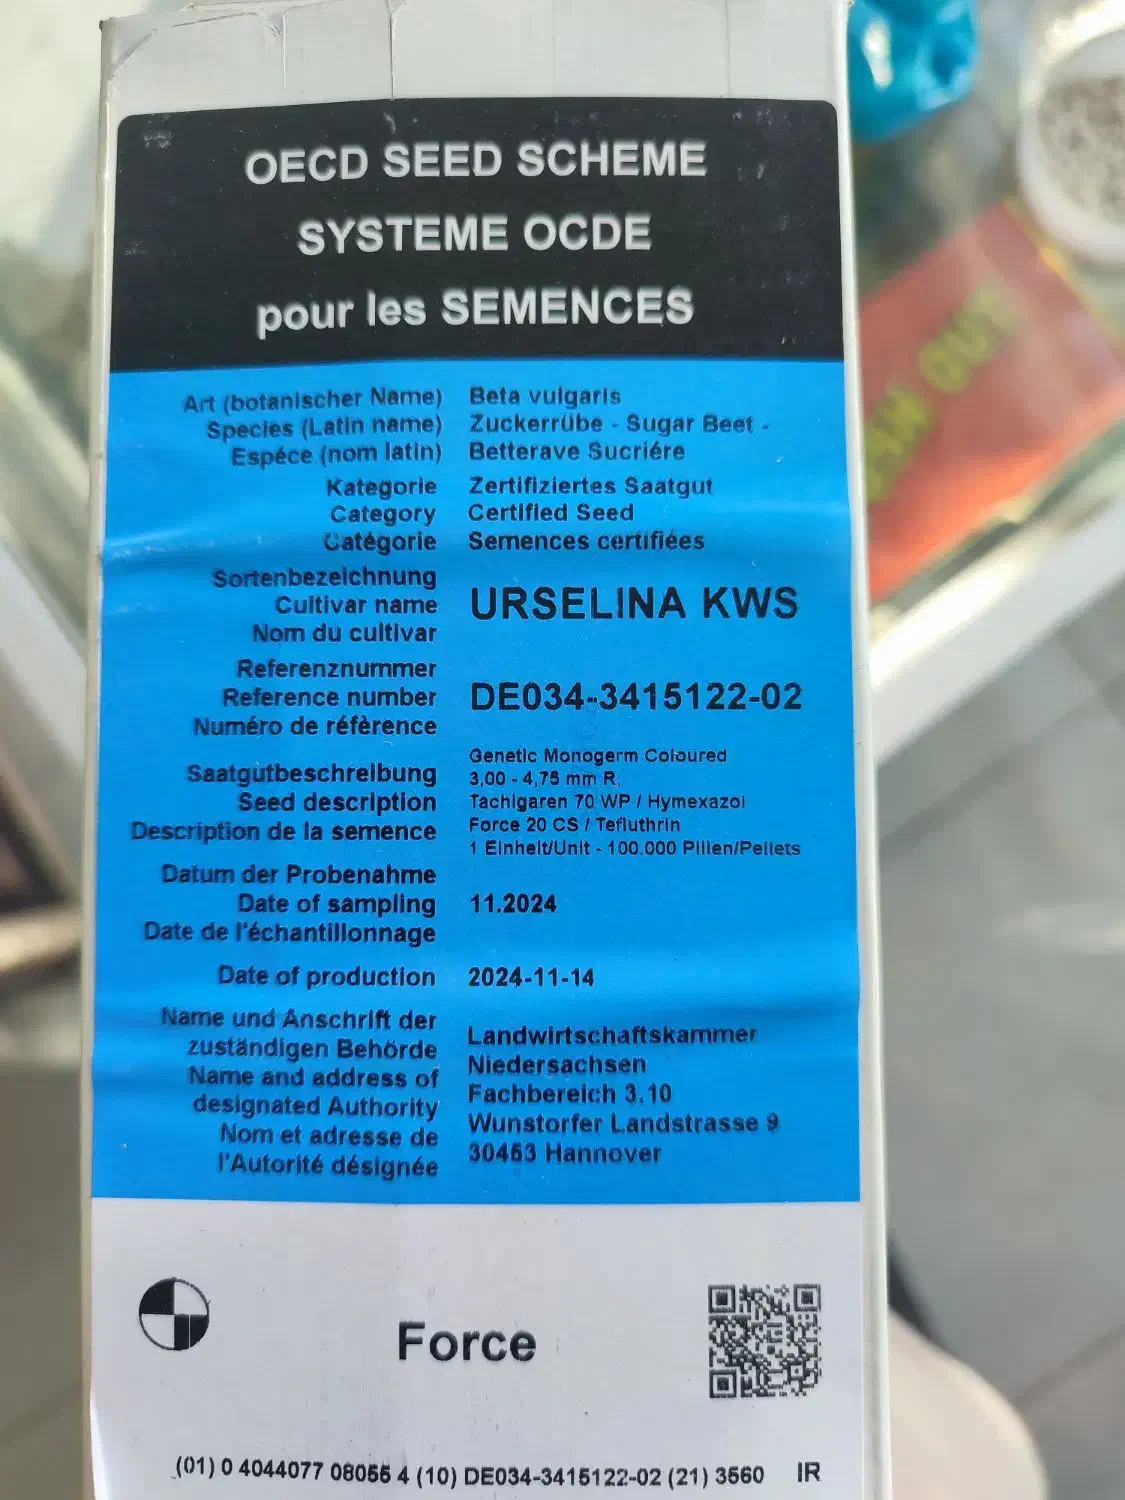 OECD SEED SCHEME
SYSTEME OCDE
pour les SEMENCES
Art (botanischer Name) Beta vulgaris
Species (Latin name) Zuckerrübe - Sugar Beet -
Espéce (nom latin) Betterave Sucriére
Kategorie Zertifiziertes Saatgut
Category Certified Seed
Catégorie Semences certifiées
Sortenbezeichnung
Cultivar name URSELINA KWS
Nom du cultivar
Referenznummer
Reference number DE034-3415122-02
Numéro de référence
Genetic Monogerm Coloured
Saatgutbeschreibung 3,00 - 4,75 mm R.
Seed description Tachigaren 70 WP / Hymexazol
Description de la semence Force 20 CS / Tefluthrin
1 Einheit/Unit - 100.000 Pillen/Pellets
Datum der Probenahme
Date of sampling 11.2024
Date de l'échantillonnage
Date of production 2024-11-14
Name und Anschrift der
zuständigen Behörde
Name and address of
designated Authority
Nom et adresse de
l'Autorité désignée
Landwirtschaftskammer
Niedersachsen
Fachbereich 3.10
Wunstorfer Landstrasse 9
30453 Hannover
Force
(01) 0 4044077 08055 4 (10) DE034-3415122-02 (21) 3560 IR